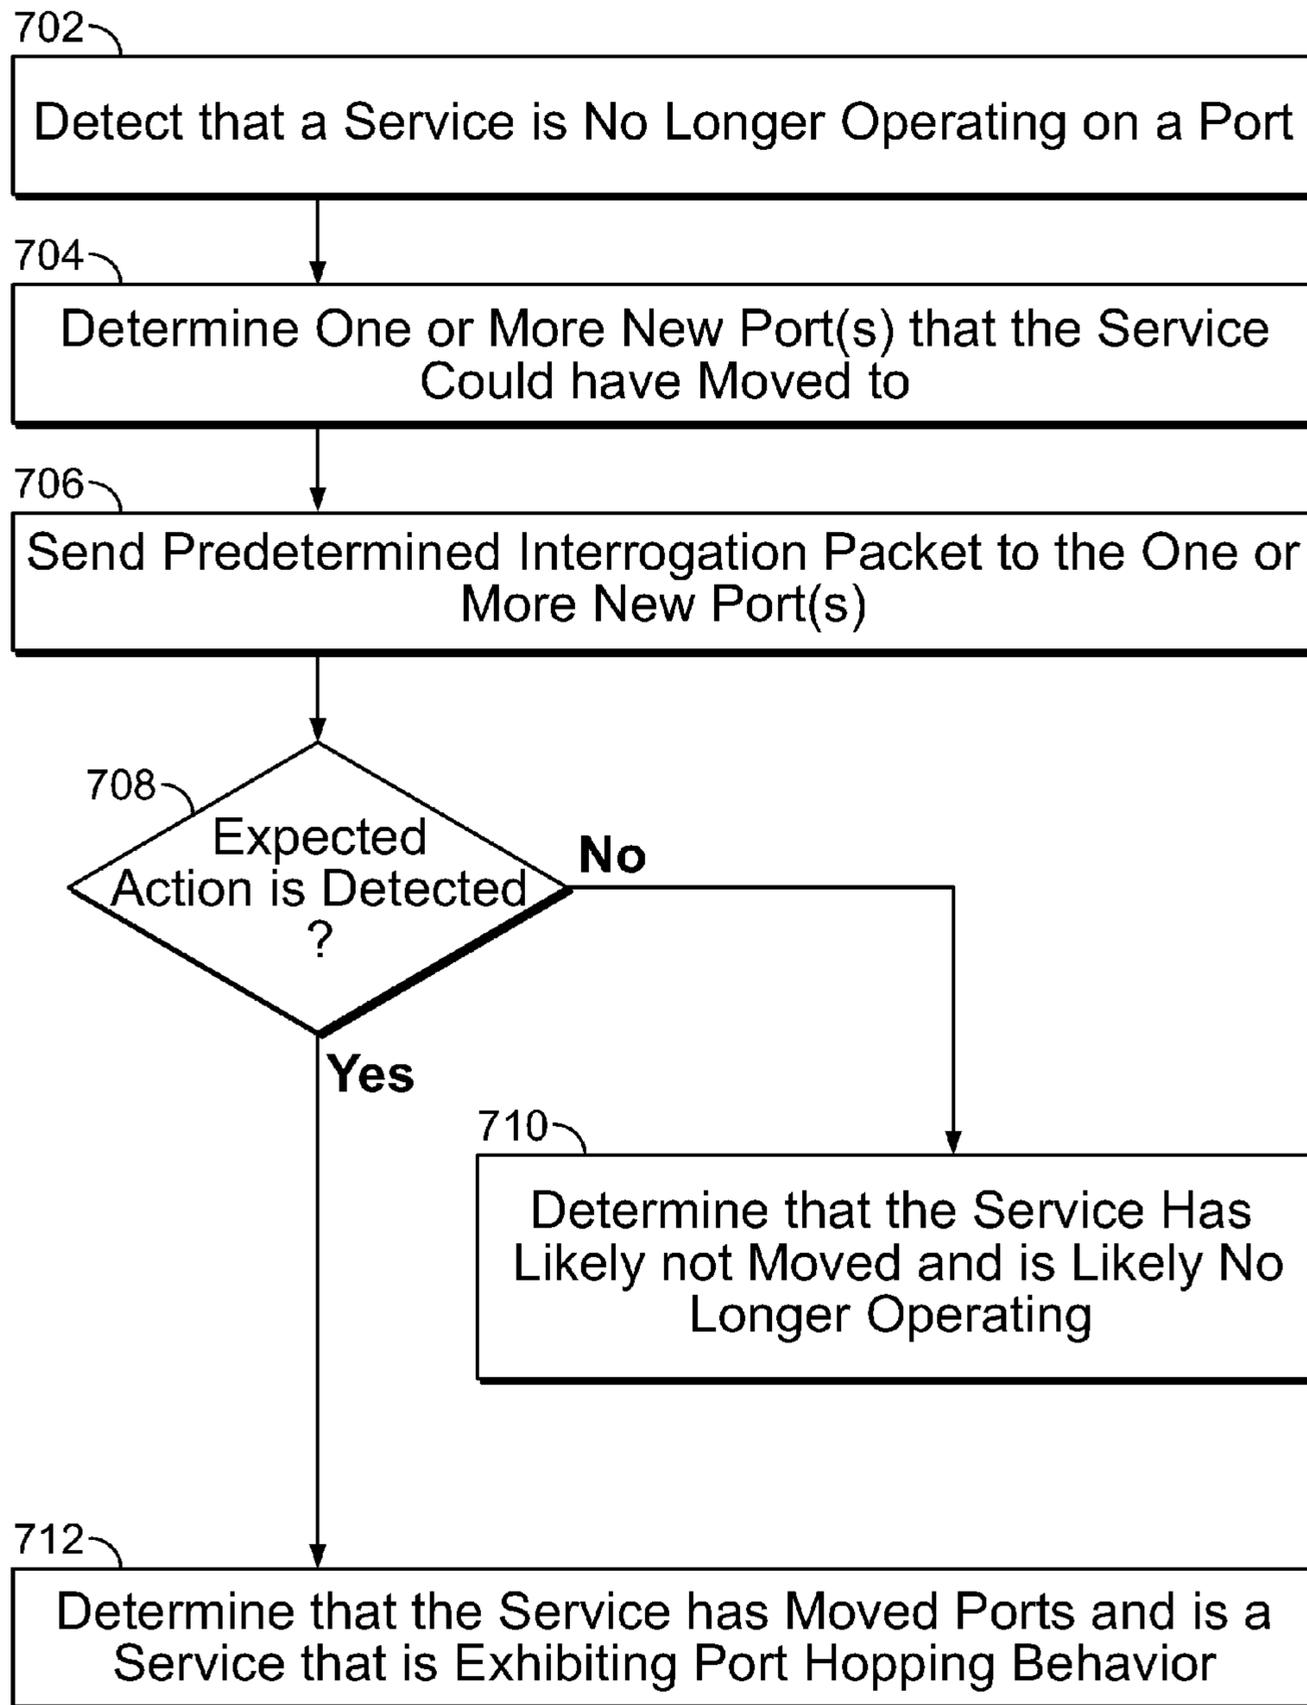 702
Detect that a Service is No Longer Operating on a Port
704
Determine One or More New Port(s) that the Service
Could have Moved to
706
Send Predetermined Interrogation Packet to the One or
More New Port(s)
708
Expected
Action is Detected
?
No
Yes
710
Determine that the Service Has
Likely not Moved and is Likely No
Longer Operating
712
Determine that the Service has Moved Ports and is a
Service that is Exhibiting Port Hopping Behavior